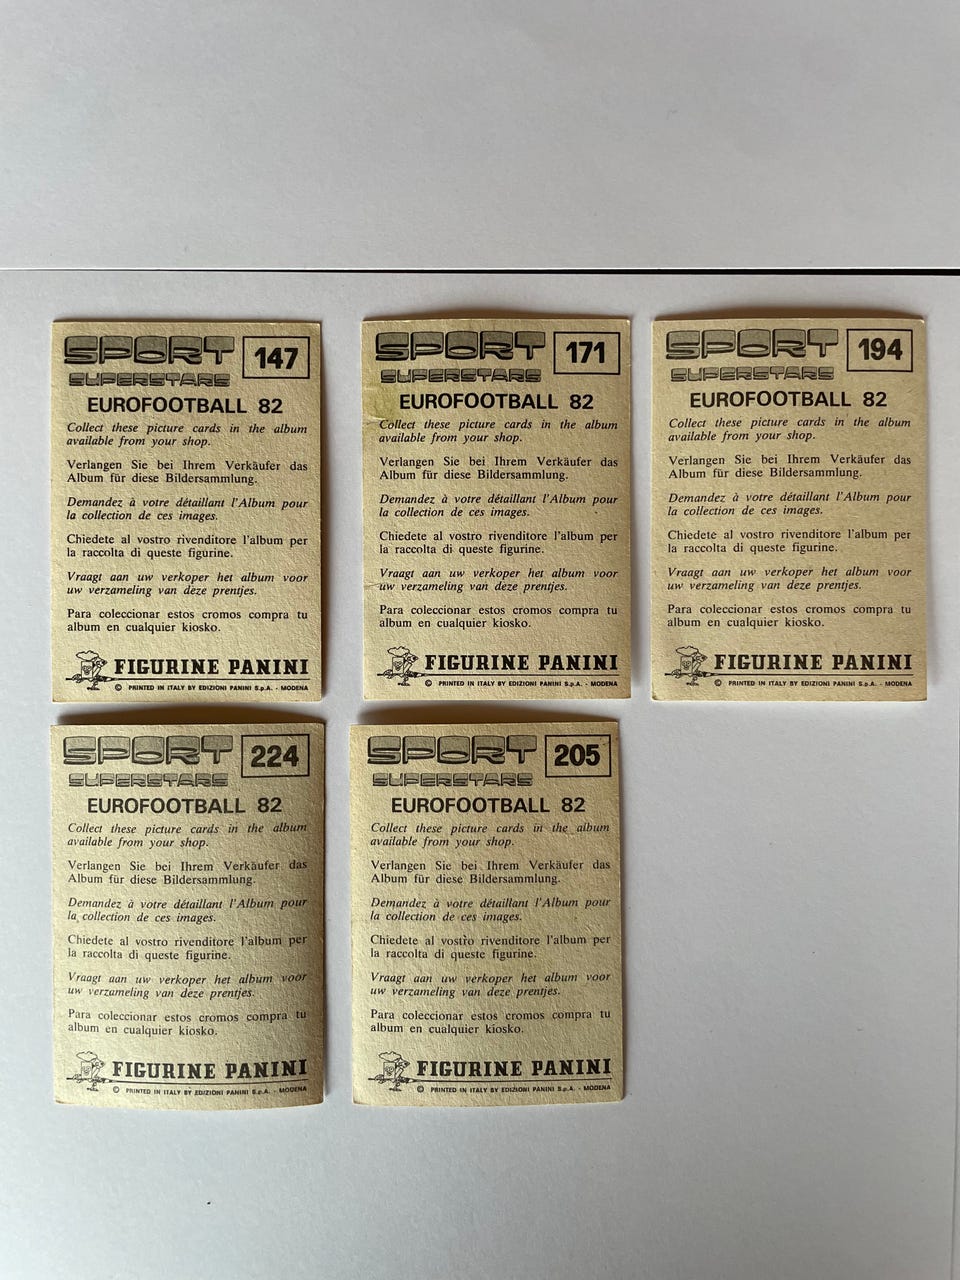 SPORT 147
SUPERSTARS
EUROFOOTBALL 82
Collect these picture cards in the album
available from your shop.
Verlangen Sie bei Ihrem Verkäufer das
Album für diese Bildersammlung.
Demandez à votre détaillant l'Album pour
la collection de ces images.
Chiedete al vostro rivenditore l'album per
la raccolta di queste figurine.
Vraagt aan uw verkoper het album voor
uw verzameling van deze prentjes.
Para coleccionar estos cromos compra tu
album en cualquier kiosko.
FIGURINE PANINI
© PRINTED IN ITALY BY EDIZIONI PANINI S.p.A. - MODENA
SPORT 171
SUPERSTARS
EUROFOOTBALL 82
Collect these picture cards in the album
available from your shop.
Verlangen Sie bei Ihrem Verkäufer das
Album für diese Bildersammlung.
Demandez à votre détaillant l'Album pour
la collection de ces images.
Chiedete al vostro rivenditore l'album per
la raccolta di queste figurine.
Vraagt aan uw verkoper het album voor
uw verzameling van deze prentjes.
Para coleccionar estos cromos compra tu
album en cualquier kiosko.
FIGURINE PANINI
© PRINTED IN ITALY BY EDIZIONI PANINI S.p.A. - MODENA
SPORT 194
SUPERSTARS
EUROFOOTBALL 82
Collect these picture cards in the album
available from your shop.
Verlangen Sie bei Ihrem Verkäufer das
Album für diese Bildersammlung.
Demandez à votre détaillant l'Album pour
la collection de ces images.
Chiedete al vostro rivenditore l'album per
la raccolta di queste figurine.
Vraagt aan uw verkoper het album voor
uw verzameling van deze prentjes.
Para coleccionar estos cromos compra tu
album en cualquier kiosko.
FIGURINE PANINI
© PRINTED IN ITALY BY EDIZIONI PANINI S.p.A. - MODENA
SPORT 224
SUPERSTARS
EUROFOOTBALL 82
Collect these picture cards in the album
available from your shop.
Verlangen Sie bei Ihrem Verkäufer das
Album für diese Bildersammlung.
Demandez à votre détaillant l'Album pour
la collection de ces images.
Chiedete al vostro rivenditore l'album per
la raccolta di queste figurine.
Vraagt aan uw verkoper het album voor
uw verzameling van deze prentjes.
Para coleccionar estos cromos compra tu
album en cualquier kiosko.
FIGURINE PANINI
© PRINTED IN ITALY BY EDIZIONI PANINI S.p.A. - MODENA
SPORT 205
SUPERSTARS
EUROFOOTBALL 82
Collect these picture cards in the album
available from your shop.
Verlangen Sie bei Ihrem Verkäufer das
Album für diese Bildersammlung.
Demandez à votre détaillant l'Album pour
la collection de ces images.
Chiedete al vostro rivenditore l'album per
la raccolta di queste figurine.
Vraagt aan uw verkoper het album voor
uw verzameling van deze prentjes.
Para coleccionar estos cromos compra tu
album en cualquier kiosko.
FIGURINE PANINI
© PRINTED IN ITALY BY EDIZIONI PANINI S.p.A. - MODENA